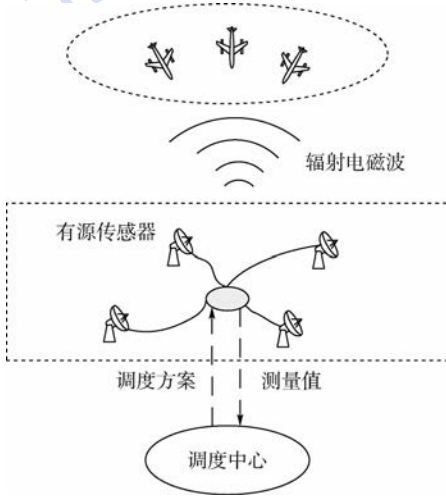 辐射电磁波
有源传感器
调度方案
测量值
调度中心